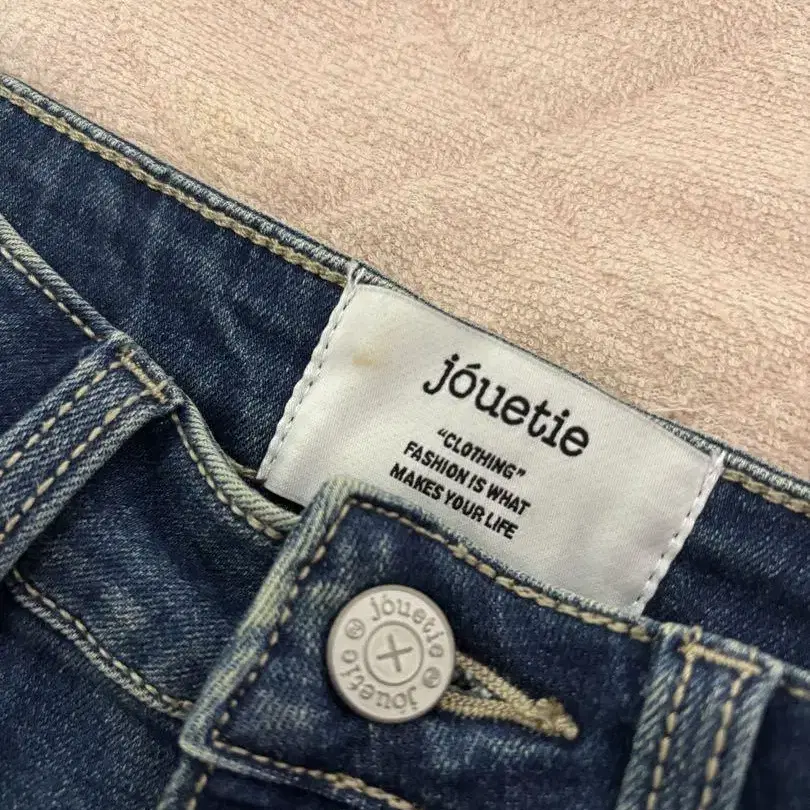 jóuetie
“CLOTHING”
FASHION IS WHAT
MAKES YOUR LIFE
jóuetie ® jóuetie ®